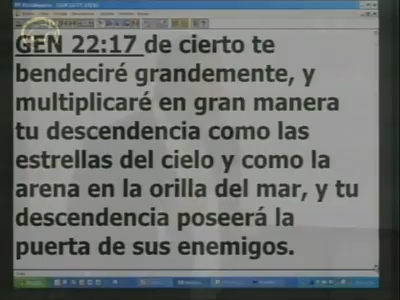 GEN 22:17 de cierto te
bendeciré grandemente, y
multiplicaré en gran manera
tu descendencia como las
estrellas del cielo y como la
arena en la orilla del mar, y tu
descendencia poseerá la
puerta de sus enemigos.